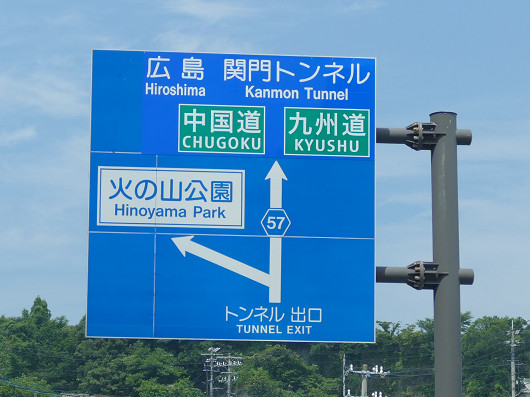 広島 関門トンネル
Hiroshima Kanmon Tunnel
中国道 九州道
CHUGOKU KYUSHU
火の山公園
Hinoyama Park
57
トンネル 出口
TUNNEL EXIT